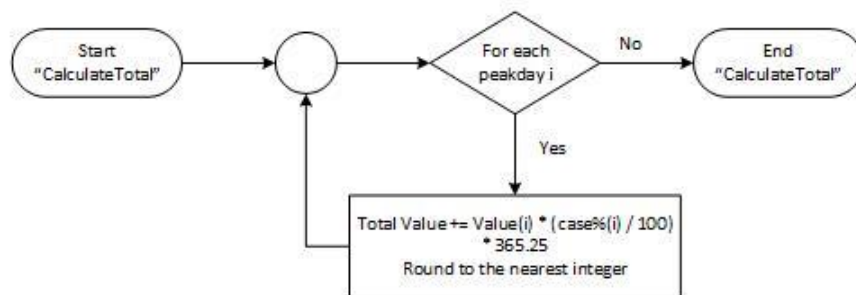 Start
“CalculateTotal”
For each
peakday i
No
End
“CalculateTotal”
Yes
Total Value += Value(i) * (case%(i) / 100)
* 365.25
Round to the nearest integer